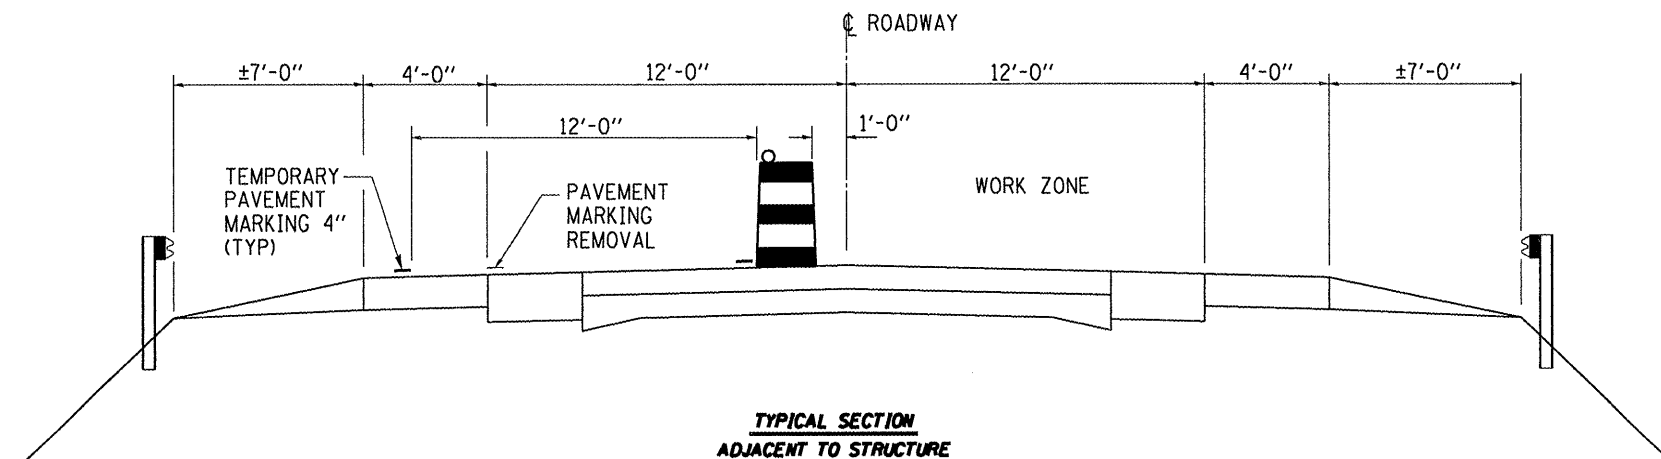 ℄ ROADWAY
±7'-0"
4'-0"
12'-0"
12'-0"
4'-0"
±7'-0"
12'-0"
1'-0"
TEMPORARY
PAVEMENT
MARKING 4"
(TYP)
PAVEMENT
MARKING
REMOVAL
WORK ZONE
TYPICAL SECTION
ADJACENT TO STRUCTURE